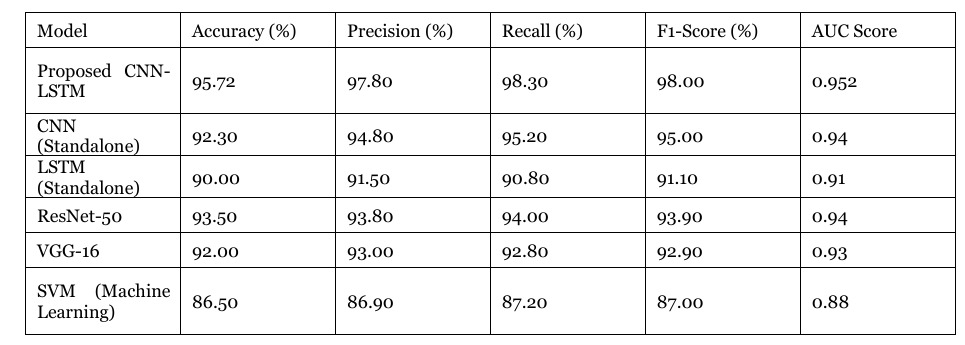 Model Accuracy (%) Precision (%) Recall (%) F1-Score (%) AUC Score
Proposed CNN-
LSTM 95.72 97.80 98.30 98.00 0.952
CNN
(Standalone) 92.30 94.80 95.20 95.00 0.94
LSTM
(Standalone) 90.00 91.50 90.80 91.10 0.91
ResNet-50 93.50 93.80 94.00 93.90 0.94
VGG-16 92.00 93.00 92.80 92.90 0.93
SVM (Machine
Learning) 86.50 86.90 87.20 87.00 0.88